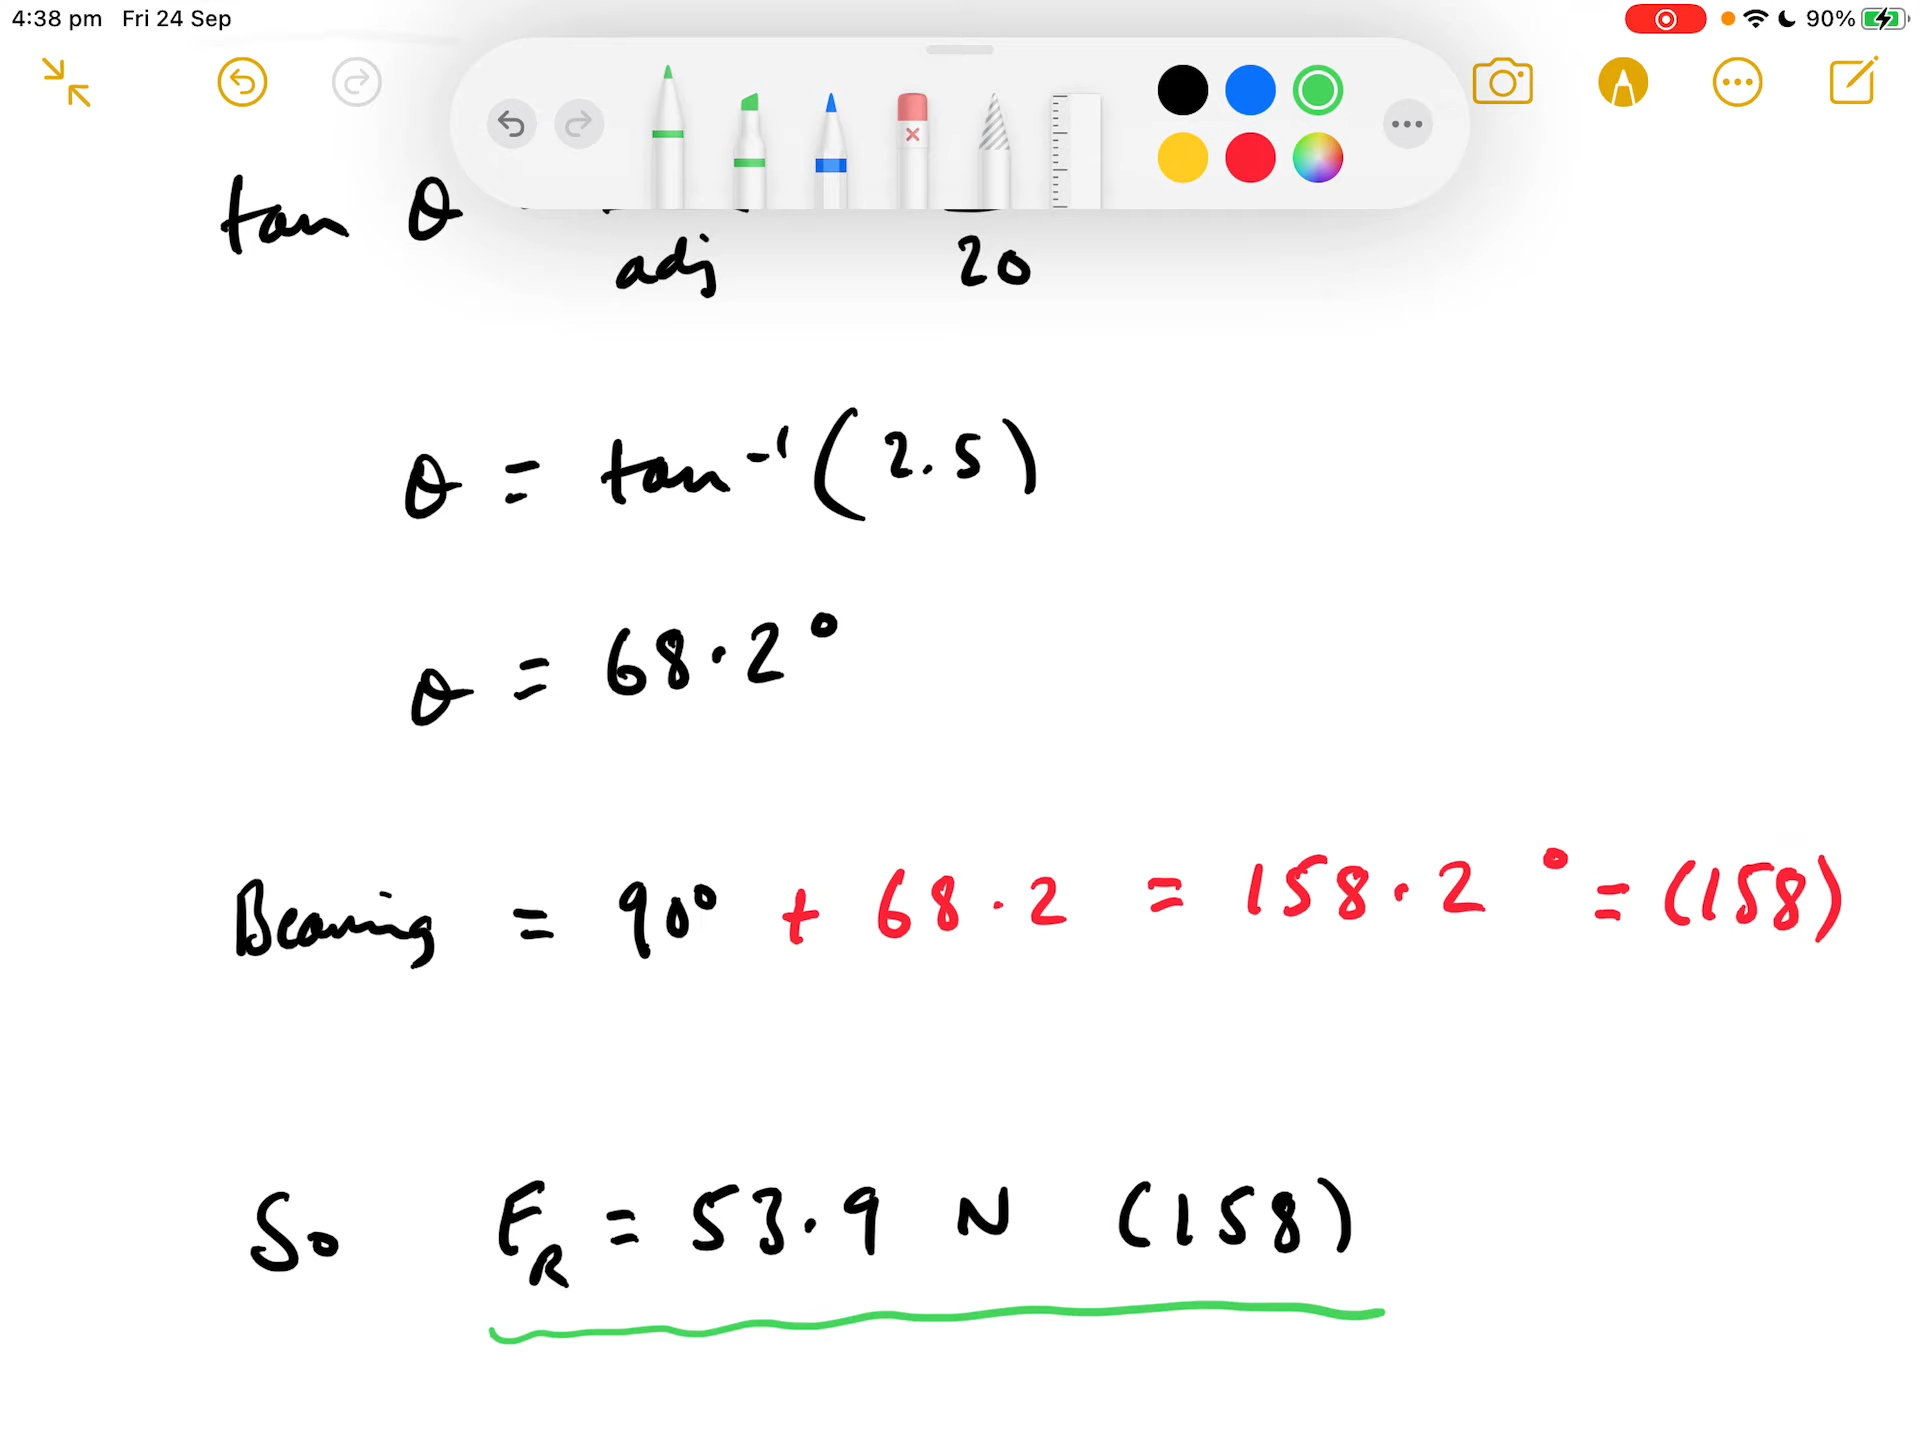 4:38 pm Fri 24 Sep 90%
tan θ
adj 20
θ = tan⁻¹ (2.5)
θ = 68.2°
Bearing = 90° + 68.2 = 158.2° = (158)
So F_R = 53.9 N (158)